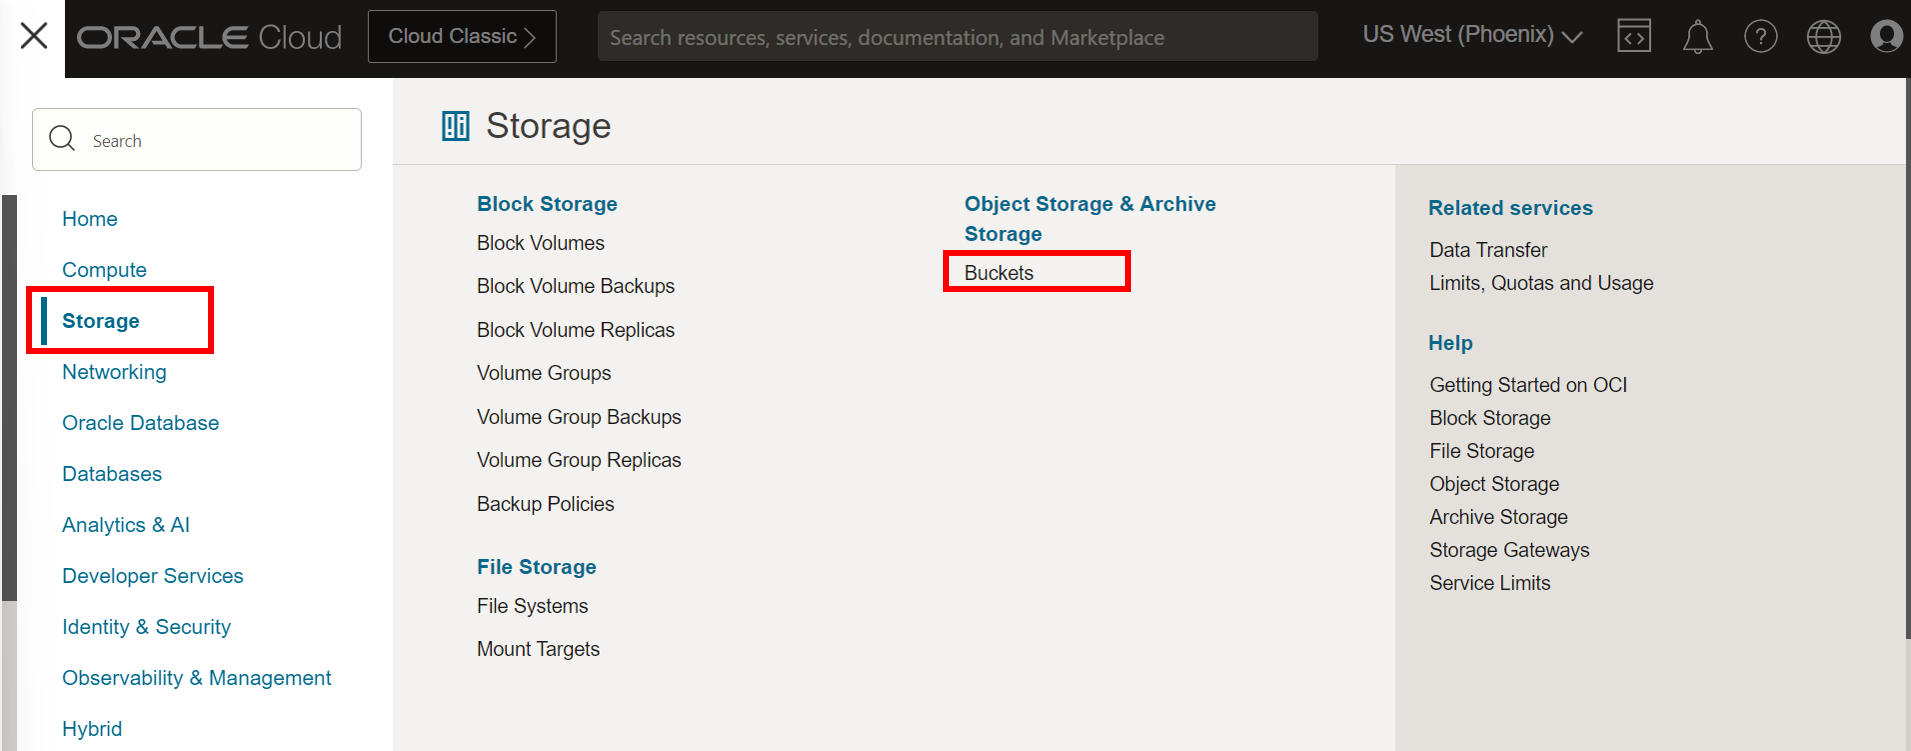 ORACLE Cloud
Cloud Classic
Search resources, services, documentation, and Marketplace
US West (Phoenix)
Search
Home
Compute
Storage
Networking
Oracle Database
Databases
Analytics & AI
Developer Services
Identity & Security
Observability & Management
Hybrid
Storage
Block Storage
Block Volumes
Block Volume Backups
Block Volume Replicas
Volume Groups
Volume Group Backups
Volume Group Replicas
Backup Policies
File Storage
File Systems
Mount Targets
Object Storage & Archive
Storage
Buckets
Related services
Data Transfer
Limits, Quotas and Usage
Help
Getting Started on OCI
Block Storage
File Storage
Object Storage
Archive Storage
Storage Gateways
Service Limits